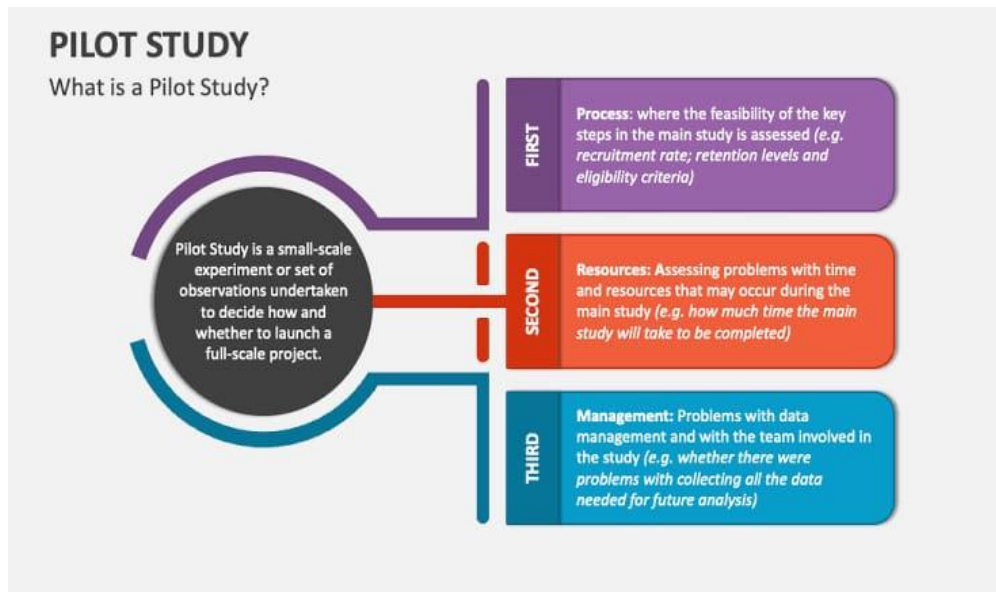 PILOT STUDY
What is a Pilot Study?
Pilot Study is a small-scale
experiment or set of
observations undertaken
to decide how and
whether to launch a
full-scale project.
FIRST
Process: where the feasibility of the key
steps in the main study is assessed (e.g.
recruitment rate; retention levels and
eligibility criteria)
SECOND
Resources: Assessing problems with time
and resources that may occur during the
main study (e.g. how much time the main
study will take to be completed)
THIRD
Management: Problems with data
management and with the team involved in
the study (e.g. whether there were
problems with collecting all the data
needed for future analysis)